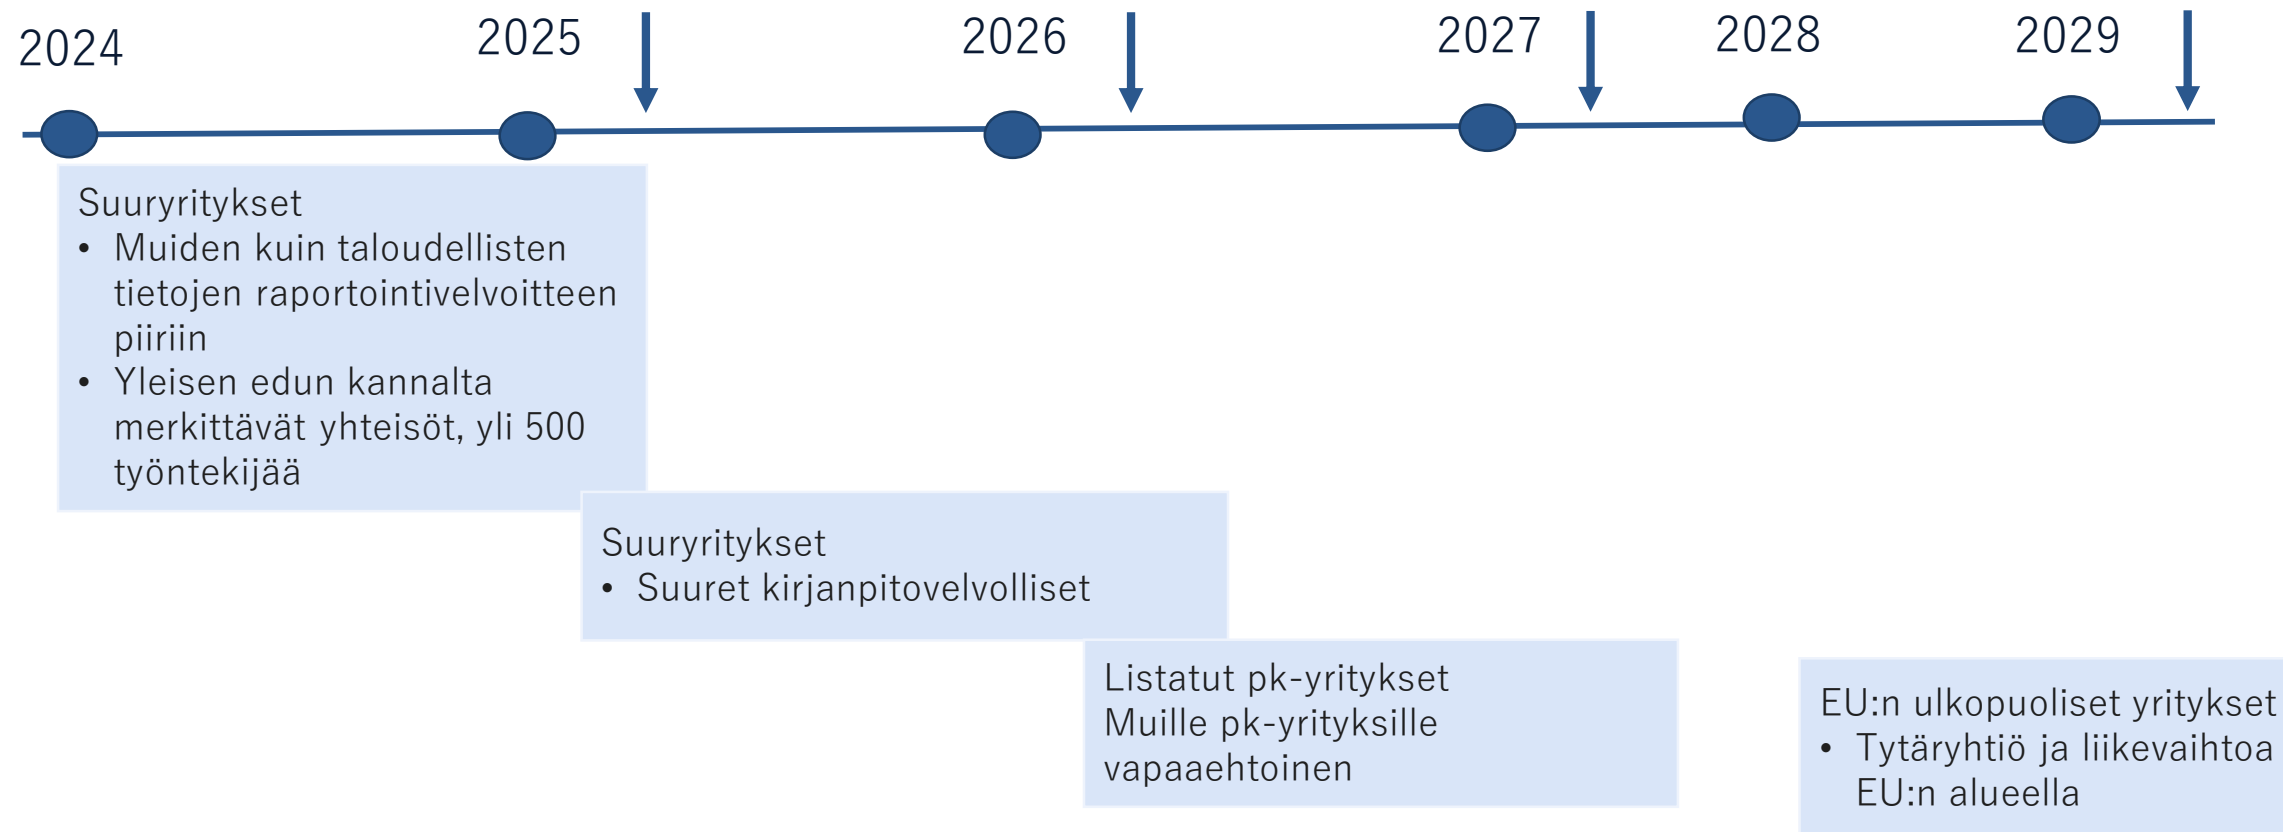 2024
2025
2026
2027
2028
2029
Suuryritykset
• Muiden kuin taloudellisten
tietojen raportointivelvoitteen
piiriin
• Yleisen edun kannalta
merkittävät yhteisöt, yli 500
työntekijää
Suuryritykset
• Suuret kirjanpitovelvolliset
Listatut pk-yritykset
Muille pk-yrityksille
vapaaehtoinen
EU:n ulkopuoliset yritykset
• Tytäryhtiö ja liikevaihtoa
EU:n alueella